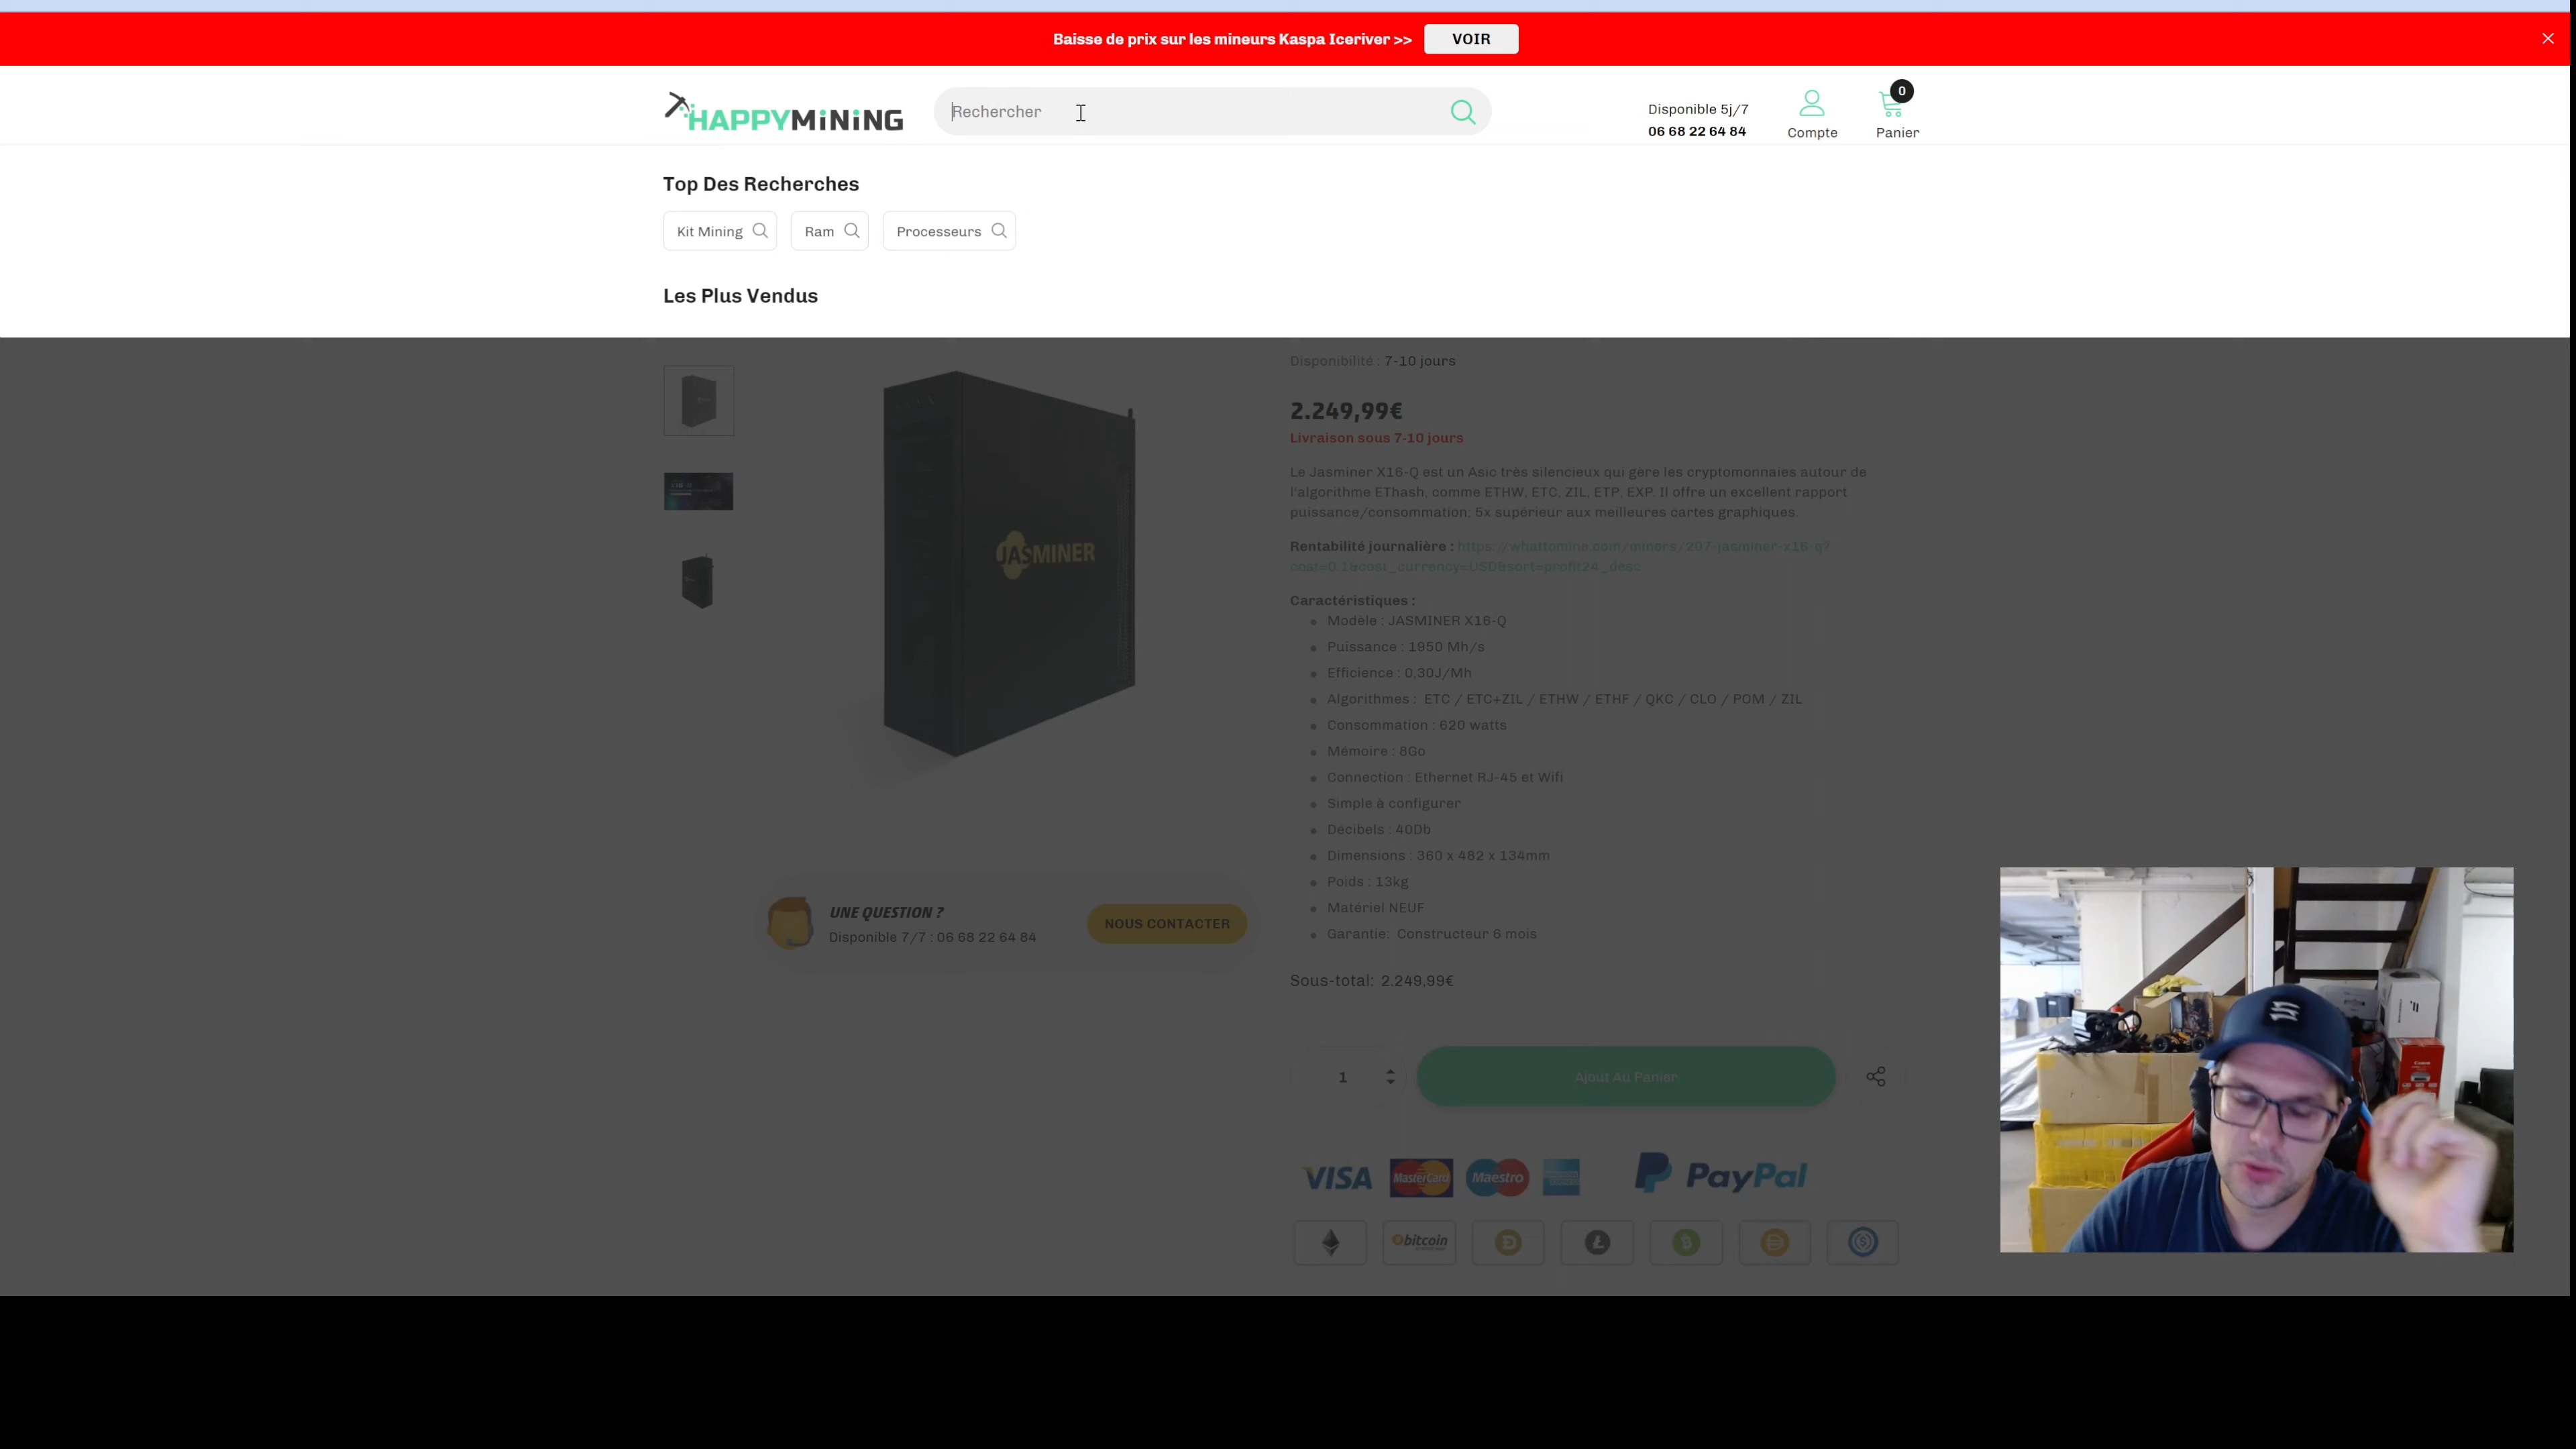 Baisse de prix sur les mineurs Kaspa Iceriver >> VOIR
HAPPYMINING
Rechercher
Disponible 5j/7
06 68 22 64 84
Compte
0
Panier
Top Des Recherches
Kit Mining
Ram
Processeurs
Les Plus Vendus
Disponibilité : 7-10 jours
2.249,99€
Livraison sous 7-10 jours
Le Jasminer X16-Q est un Asic très silencieux qui gère les cryptomonnaies autour de
l'algorithme EThash, comme ETHW, ETC, ZIL, ETP, EXP. Il offre un excellent rapport
puissance/consommation; 5x supérieur aux meilleures cartes graphiques.
Rentabilité journalière : https://whattomine.com/miners/207-jasminer-x16-q?
cost=0.1&cost_currency=USD&sort=profit24_desc
Caractéristiques :
Modèle : JASMINER X16-Q
Puissance : 1950 Mh/s
Efficience : 0,30J/Mh
Algorithmes : ETC / ETC+ZIL / ETHW / ETHF / QKC / CLO / POM / ZIL
Consommation : 620 watts
Mémoire : 8Go
Connection : Ethernet RJ-45 et Wifi
Simple à configurer
Décibels : 40Db
Dimensions : 360 x 482 x 134mm
Poids : 13kg
Matériel NEUF
Garantie: Constructeur 6 mois
JASMINER
UNE QUESTION ?
Disponible 7/7 : 06 68 22 64 84
NOUS CONTACTER
Sous-total: 2.249,99€
1
Ajout Au Panier
VISA MasterCard Maestro PayPal
bitcoin